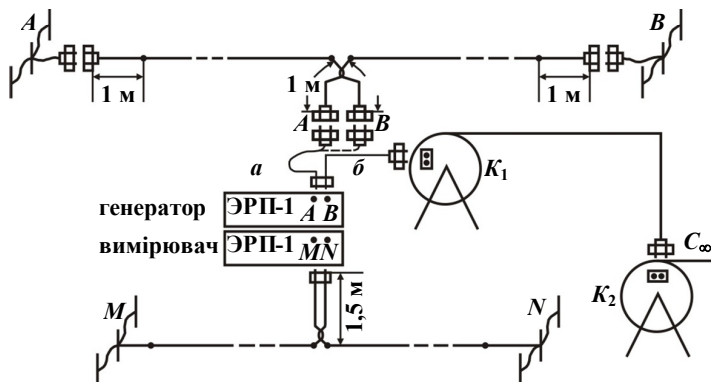 A
B
1 м
1 м
1 м
A
B
а
б
K₁
генератор
ЭРП-1
A B
вимірювач
ЭРП-1
MN
C∞
K₂
1,5 м
M
N